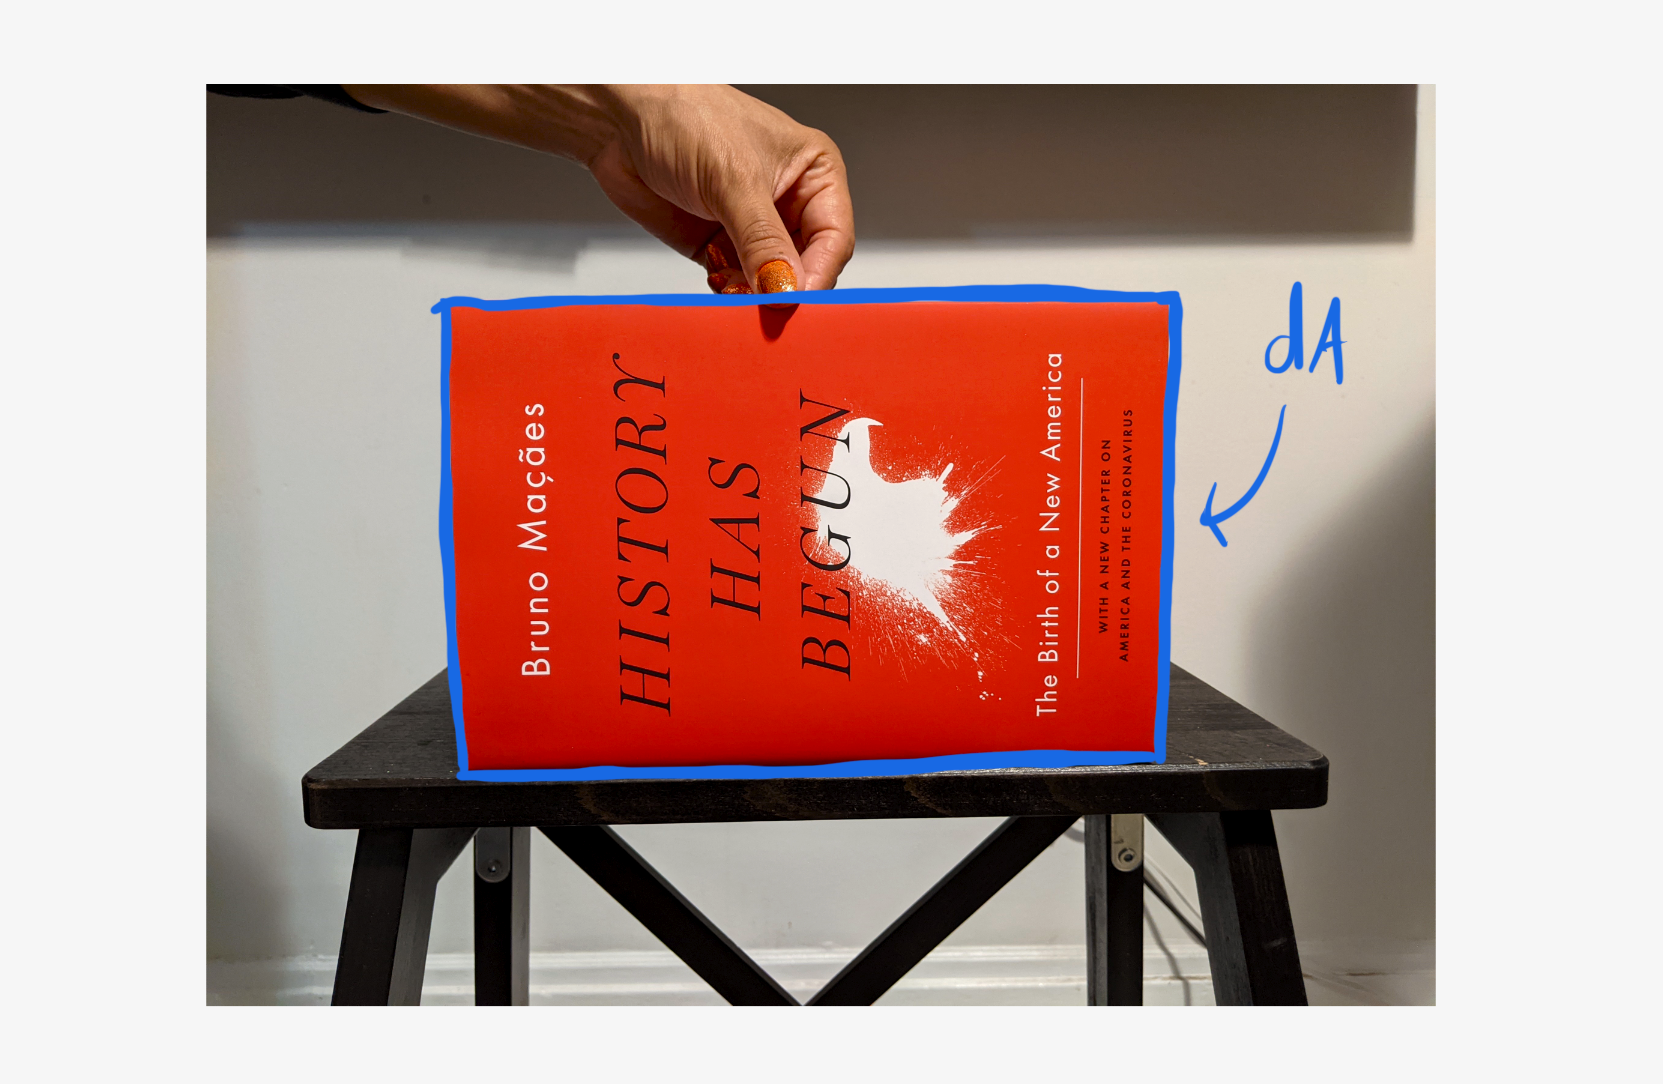 Bruno Maçães
HISTORY
HAS
BEGUN
The Birth of a New America
WITH A NEW CHAPTER ON
AMERICA AND THE CORONAVIRUS
dA